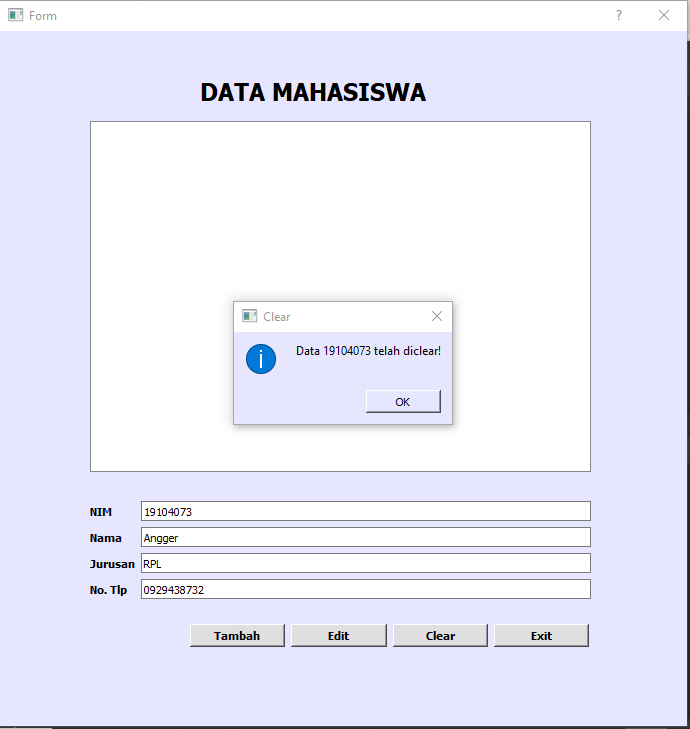 Form
DATA MAHASISWA
Clear
Data 19104073 telah diclear!
OK
NIM 19104073
Nama Angger
Jurusan RPL
No. Tlp 0929438732
Tambah Edit Clear Exit